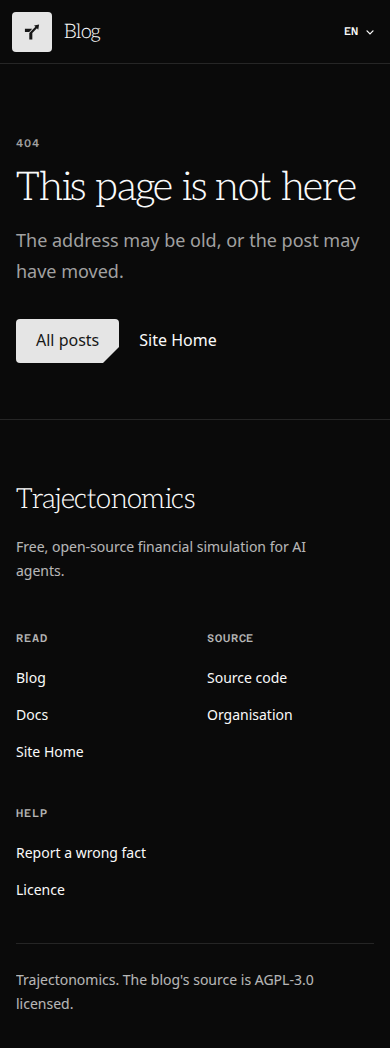 Blog
EN
404
This page is not here
The address may be old, or the post may
have moved.
All posts
Site Home
Trajectonomics
Free, open-source financial simulation for AI
agents.
READ
Blog
Docs
Site Home
SOURCE
Source code
Organisation
HELP
Report a wrong fact
Licence
Trajectonomics. The blog's source is AGPL-3.0
licensed.